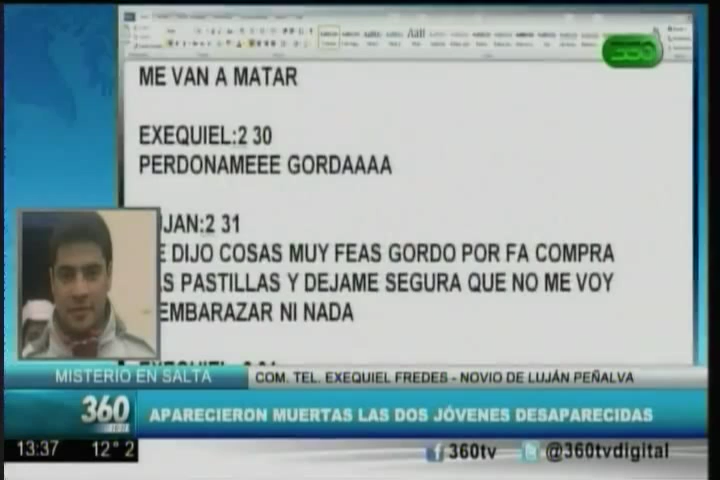 360
ME VAN A MATAR
EXEQUIEL:2 30
PERDONAMEEE GORDAAAA
JAN:2 31
E DIJO COSAS MUY FEAS GORDO POR FA COMPRA
S PASTILLAS Y DEJAME SEGURA QUE NO ME VOY
EMBARAZAR NI NADA
MISTERIO EN SALTA
COM. TEL. EXEQUIEL FREDES - NOVIO DE LUJÁN PEÑALVA
360
APARECIERON MUERTAS LAS DOS JÓVENES DESAPARECIDAS
13:37 12° 2
360tv @360tvdigital